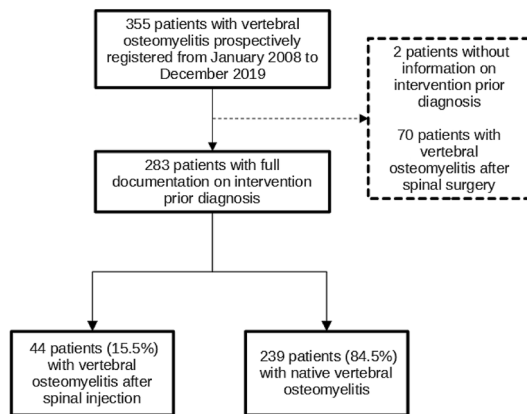 355 patients with vertebral
osteomyelitis prospectively
registered from January 2008 to
December 2019
2 patients without
information on
intervention prior
diagnosis
70 patients with
vertebral
osteomyelitis after
spinal surgery
283 patients with full
documentation on intervention
prior diagnosis
44 patients (15.5%)
with vertebral
osteomyelitis after
spinal injection
239 patients (84.5%)
with native vertebral
osteomyelitis